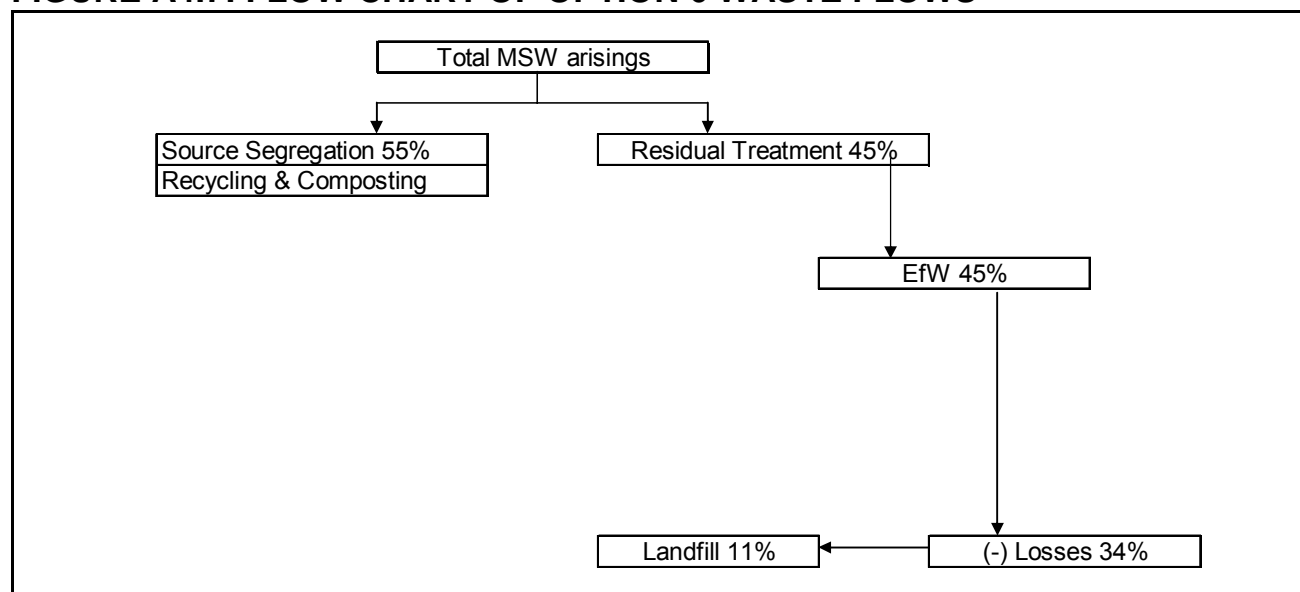 Total MSW arisings
Source Segregation 55%
Residual Treatment 45%
Recycling & Composting
EfW 45%
Landfill 11%
(-) Losses 34%